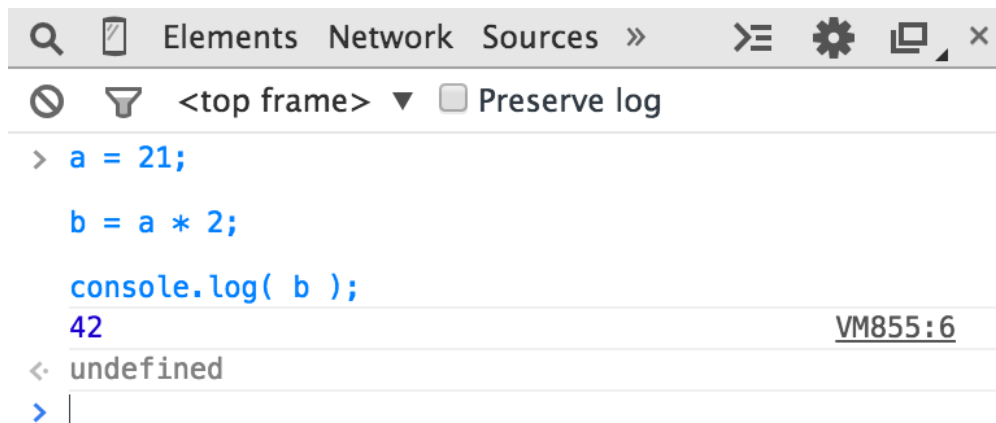 Elements Network Sources »
<top frame> ▼ Preserve log
> a = 21;
b = a * 2;
console.log( b );
42 VM855:6
undefined
>